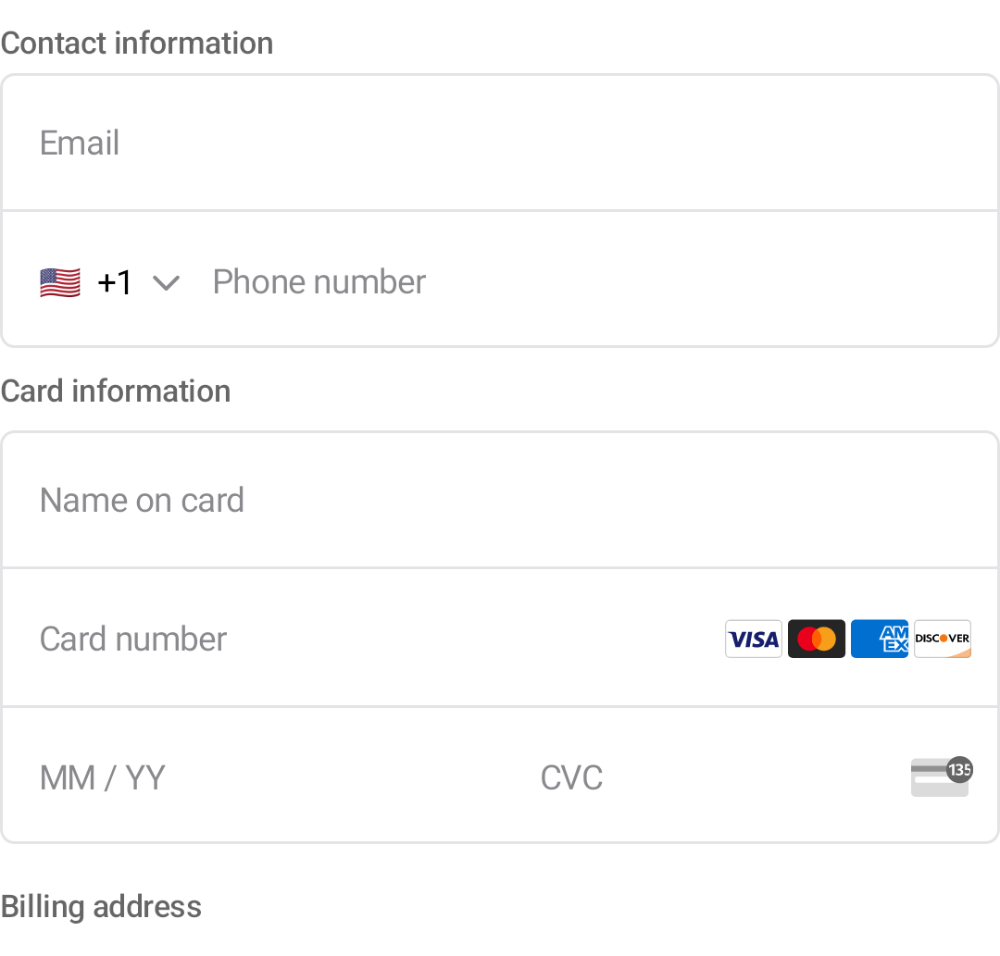 Contact information
Email
+1 Phone number
Card information
Name on card
Card number VISA AM EX DISCOVER
MM / YY CVC 135
Billing address